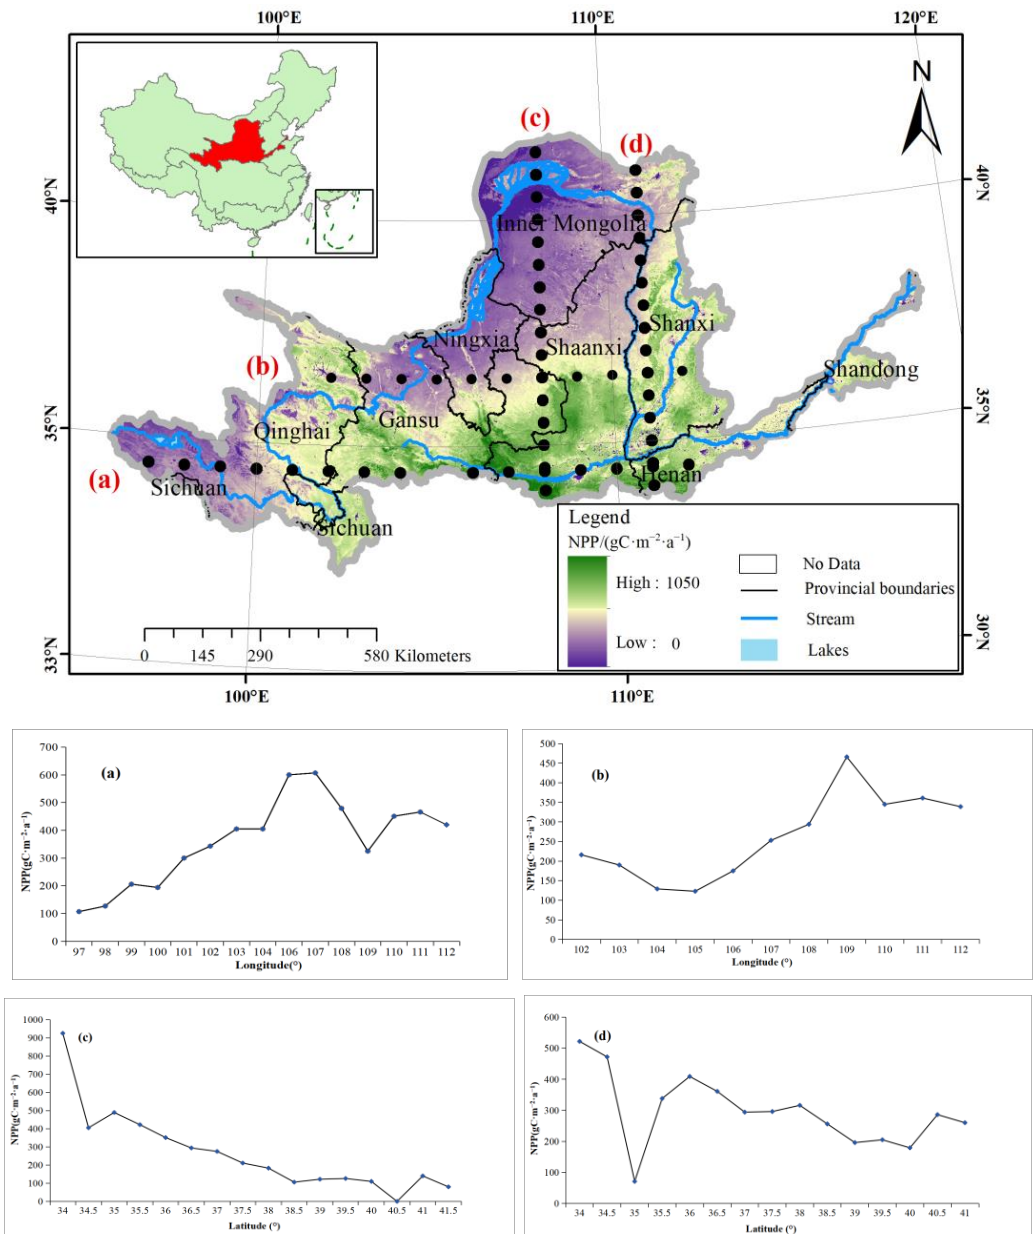 100°E
110°E
120°E
N
(c)
(d)
40°N
40°N
Inner Mongolia
Ningxia
Shaanxi
Shanxi
(b)
Shandong
Gansu
35°N
35°N
Qinghai
(a)
Sichuan
Henan
Sichuan
Legend
NPP/(gC·m⁻²·a⁻¹)
High : 1050
Low : 0
No Data
Provincial boundaries
Stream
Lakes
0 145 290 580 Kilometers
33°N
30°N
100°E
110°E
(a)
NPP(gC·m⁻²·a⁻¹)
700
600
500
400
300
200
100
0
97 98 99 100 101 102 103 104 106 107 108 109 110 111 112
Longitude(°)
(b)
NPP(gC·m⁻²·a⁻¹)
500
450
400
350
300
250
200
150
100
50
0
102 103 104 105 106 107 108 109 110 111 112
Longitude (°)
(c)
NPP(gC·m⁻²·a⁻¹)
1000
900
800
700
600
500
400
300
200
100
0
34 34.5 35 35.5 36 36.5 37 37.5 38 38.5 39 39.5 40 40.5 41 41.5
Latitude (°)
(d)
NPP(gC·m⁻²·a⁻¹)
600
500
400
300
200
100
0
34 34.5 35 35.5 36 36.5 37 37.5 38 38.5 39 39.5 40 40.5 41
Latitude (°)